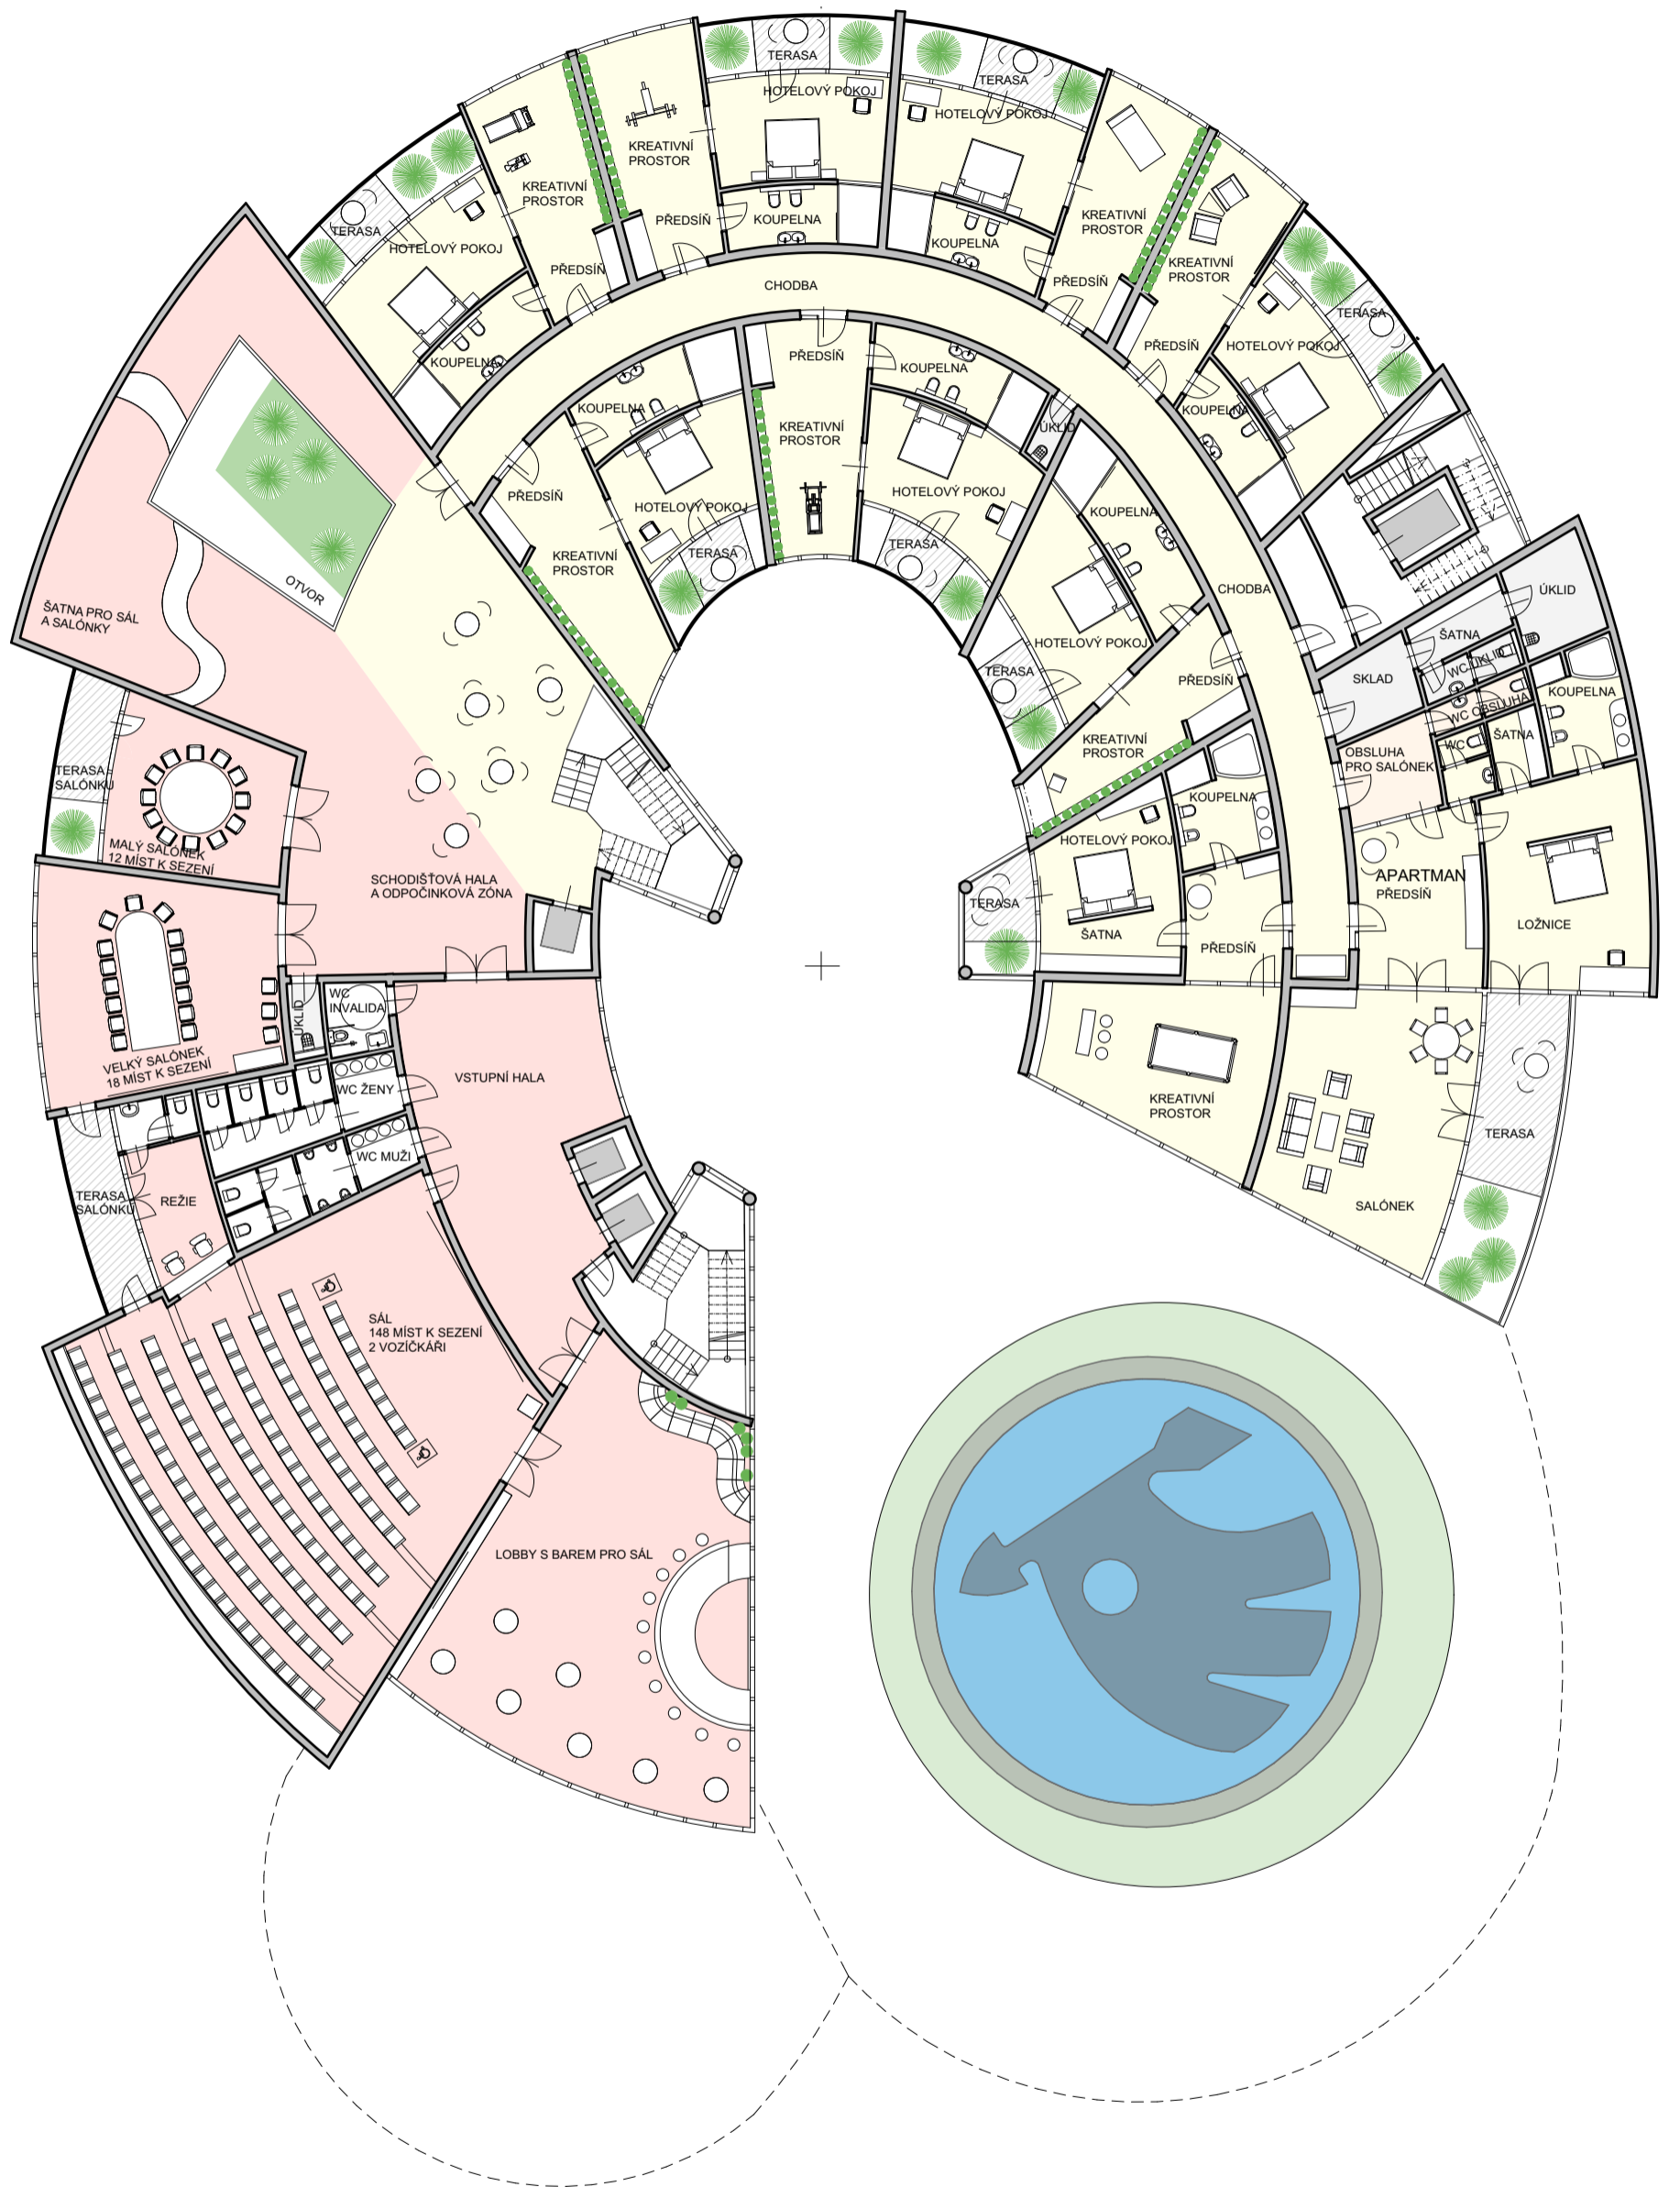 TERASA
HOTELOVÝ POKOJ
KOUPELNA
TERASA
HOTELOVÝ POKOJ
KOUPELNA
KREATIVNÍ
PROSTOR
PŘEDSÍŇ
KREATIVNÍ
PROSTOR
PŘEDSÍŇ
TERASA
HOTELOVÝ POKOJ
KOUPELNA
KREATIVNÍ
PROSTOR
PŘEDSÍŇ
KREATIVNÍ
PROSTOR
PŘEDSÍŇ
TERASA
HOTELOVÝ POKOJ
KOUPELNA
CHODBA
PŘEDSÍŇ
KOUPELNA
KOUPELNA
ÚKLID
KREATIVNÍ
PROSTOR
HOTELOVÝ POKOJ
TERASA
PŘEDSÍŇ
KREATIVNÍ
PROSTOR
HOTELOVÝ POKOJ
TERASA
KOUPELNA
HOTELOVÝ POKOJ
TERASA
CHODBA
PŘEDSÍŇ
KREATIVNÍ
PROSTOR
KOUPELNA
HOTELOVÝ POKOJ
TERASA
ŠATNA
PŘEDSÍŇ
KREATIVNÍ
PROSTOR
ÚKLID
ŠATNA
SKLAD
WC ÚKLID
WC OBSLUHA
KOUPELNA
WC
ŠATNA
OBSLUHA
PRO SALÓNEK
APARTMAN
PŘEDSÍŇ
LOŽNICE
TERASA
SALÓNEK
OTVOR
ŠATNA PRO SÁL
A SALÓNKY
TERASA
SALÓNKU
MALÝ SALÓNEK
12 MÍST K SEZENÍ
SCHODIŠŤOVÁ HALA
A ODPOČINKOVÁ ZÓNA
VELKÝ SALÓNEK
18 MÍST K SEZENÍ
ÚKLID
WC
INVALIDA
VSTUPNÍ HALA
WC ŽENY
WC MUŽI
TERASA
SALÓNKU
REŽIE
SÁL
148 MÍST K SEZENÍ
2 VOZÍČKÁŘI
LOBBY S BAREM PRO SÁL